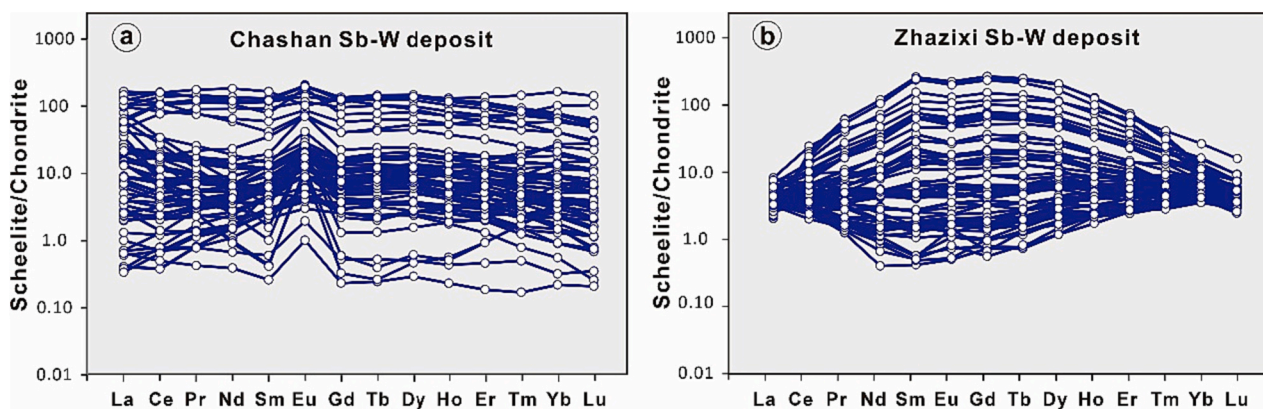 a
Chashan Sb-W deposit
Scheelite/Chondrite
1000
100
10.0
1.0
0.10
0.01
La Ce Pr Nd Sm Eu Gd Tb Dy Ho Er Tm Yb Lu
b
Zhazixi Sb-W deposit
Scheelite/Chondrite
1000
100
10.0
1.0
0.10
0.01
La Ce Pr Nd Sm Eu Gd Tb Dy Ho Er Tm Yb Lu